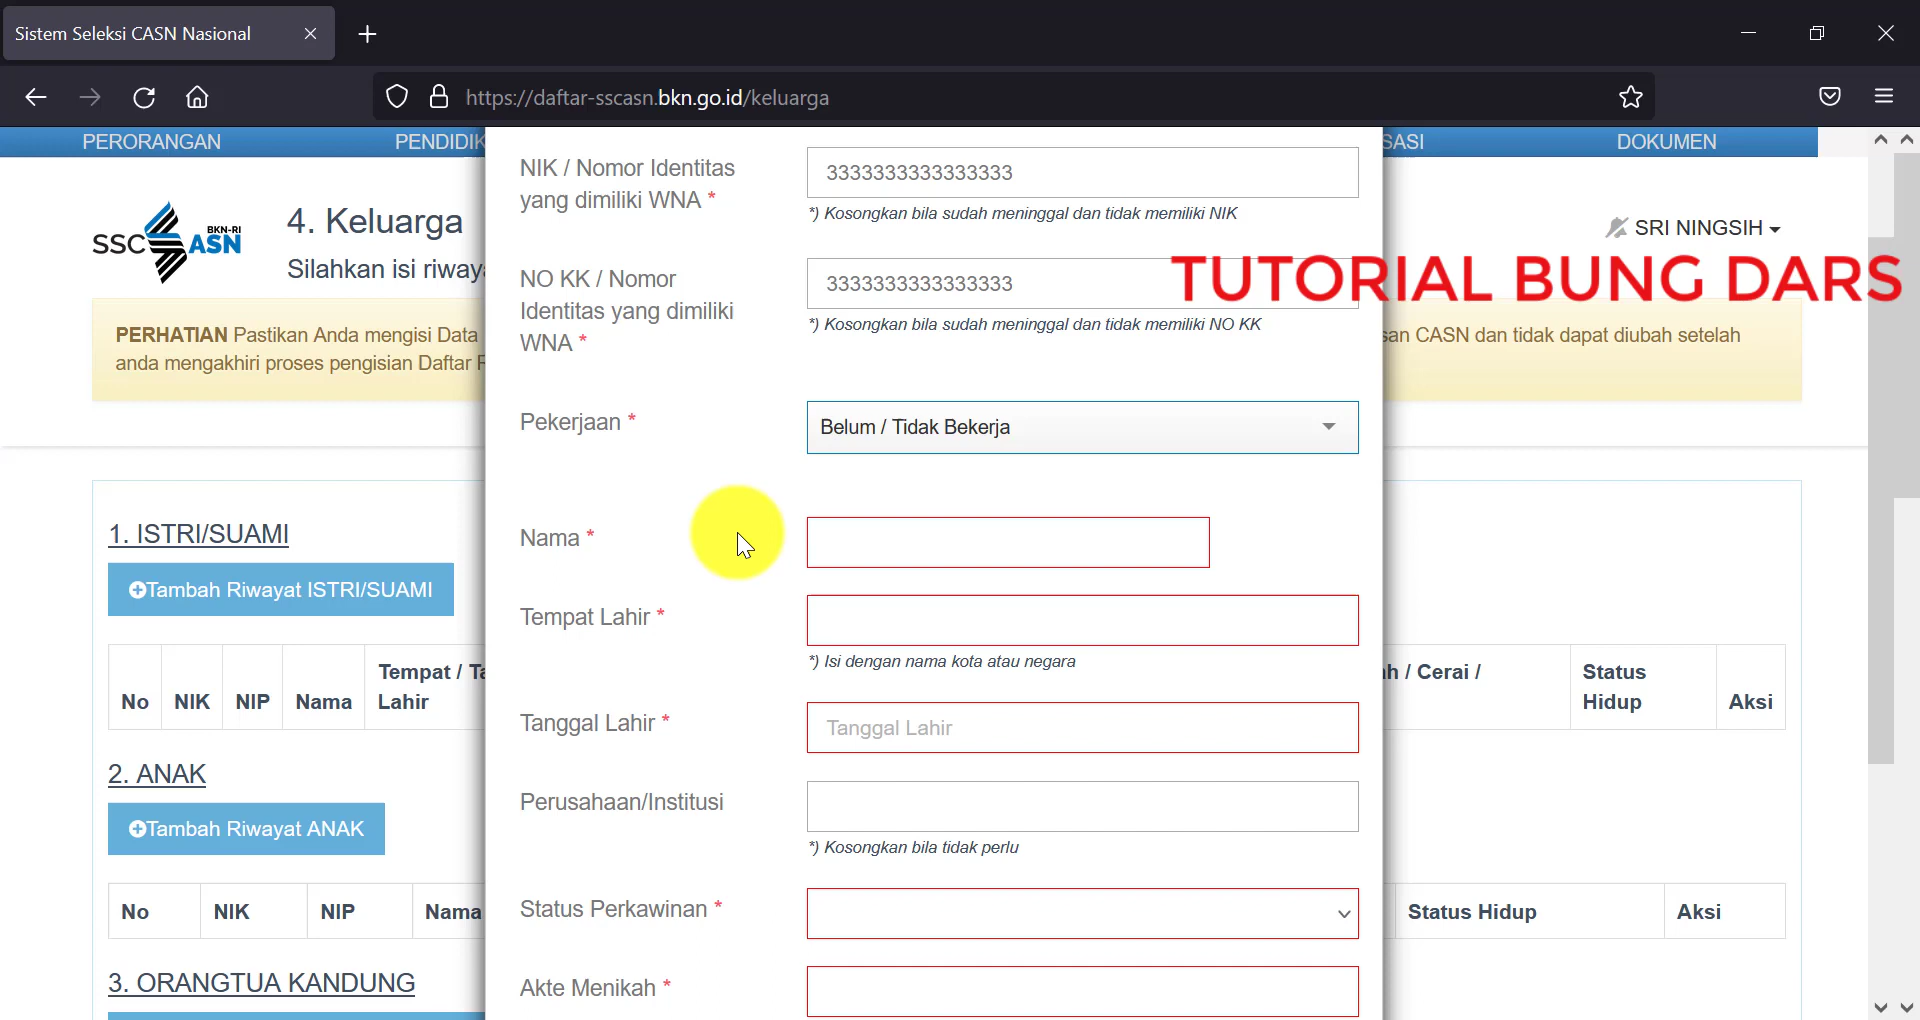 Sistem Seleksi CASN Nasional
https://daftar-sscasn.bkn.go.id/keluarga
PERORANGAN
PENDIDIK
SASI
DOKUMEN
SSC ASN
BKN-RI
4. Keluarga
Silahkan isi riwaya
SRI NINGSIH
TUTORIAL BUNG DARS
PERHATIAN Pastikan Anda mengisi Data
san CASN dan tidak dapat diubah setelah
anda mengakhiri proses pengisian Daftar R
NIK / Nomor Identitas
yang dimiliki WNA *
3333333333333333
*) Kosongkan bila sudah meninggal dan tidak memiliki NIK
NO KK / Nomor
Identitas yang dimiliki
WNA *
3333333333333333
*) Kosongkan bila sudah meninggal dan tidak memiliki NO KK
Pekerjaan *
Belum / Tidak Bekerja
Nama *
Tempat Lahir *
*) Isi dengan nama kota atau negara
Tanggal Lahir *
Tanggal Lahir
Perusahaan/Institusi
*) Kosongkan bila tidak perlu
Status Perkawinan *
Akte Menikah *
1. ISTRI/SUAMI
Tambah Riwayat ISTRI/SUAMI
No
NIK
NIP
Nama
Tempat / Ta
Lahir
ah / Cerai /
Status
Hidup
Aksi
2. ANAK
Tambah Riwayat ANAK
No
NIK
NIP
Nama
Status Hidup
Aksi
3. ORANGTUA KANDUNG